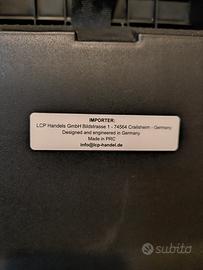 IMPORTER:
LCP Handels GmbH Bildstrasse 1 - 74564 Crailsheim - Germany
Designed and engineered in Germany
Made in PRC
info@lcp-handel.de
subito